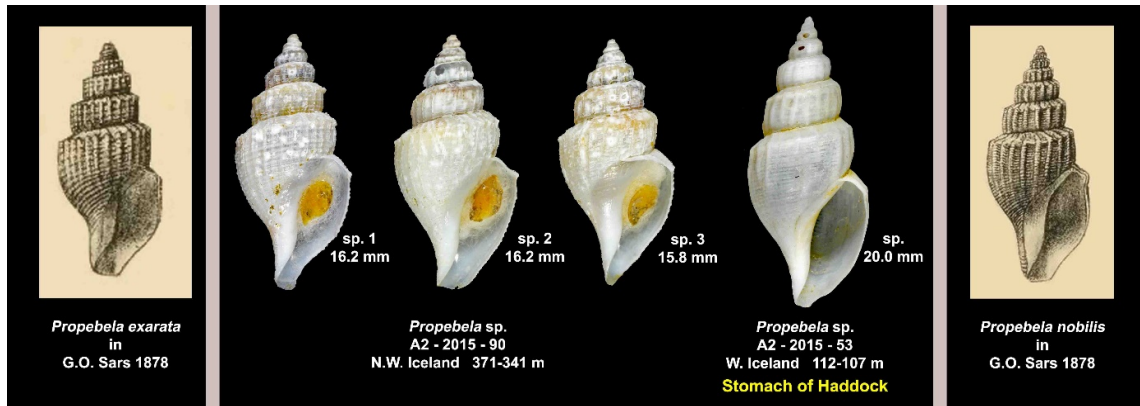 Propebela exarata
in
G.O. Sars 1878
sp. 1
16.2 mm
sp. 2
16.2 mm
sp. 3
15.8 mm
Propebela sp.
A2 - 2015 - 90
N.W. Iceland 371-341 m
sp.
20.0 mm
Propebela sp.
A2 - 2015 - 53
W. Iceland 112-107 m
Stomach of Haddock
Propebela nobilis
in
G.O. Sars 1878